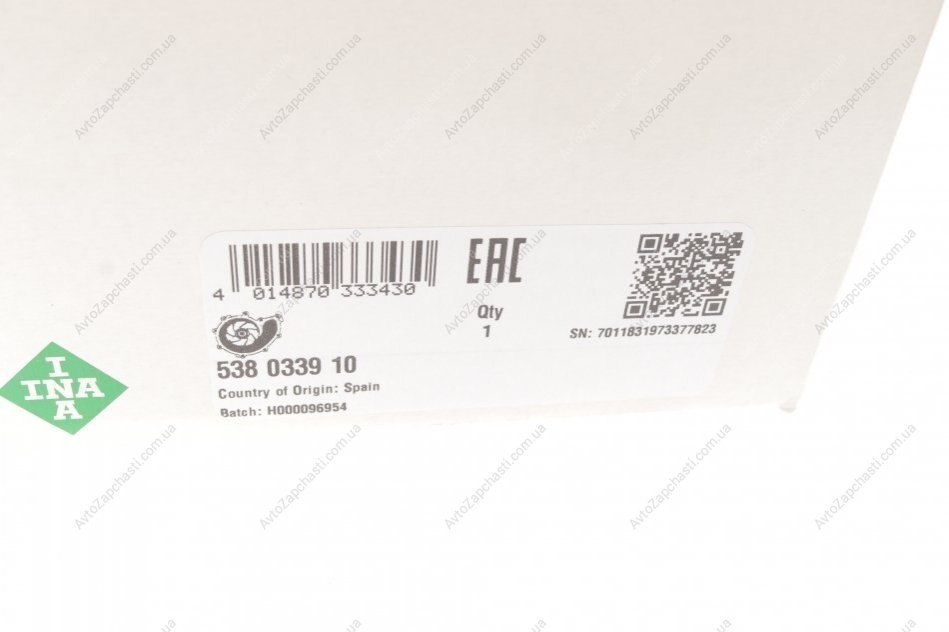 4 014870 333430
EAC
Qty
1
SN: 7011831973377823
538 0339 10
Country of Origin: Spain
Batch: H000096954
INA
INA
AvtoZapchasti.com.ua